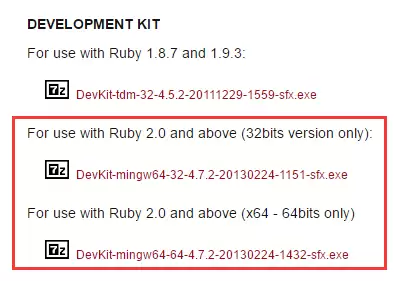 DEVELOPMENT KIT
For use with Ruby 1.8.7 and 1.9.3:
7z DevKit-tdm-32-4.5.2-20111229-1559-sfx.exe
For use with Ruby 2.0 and above (32bits version only):
7z DevKit-mingw64-32-4.7.2-20130224-1151-sfx.exe
For use with Ruby 2.0 and above (x64 - 64bits only)
7z DevKit-mingw64-64-4.7.2-20130224-1432-sfx.exe